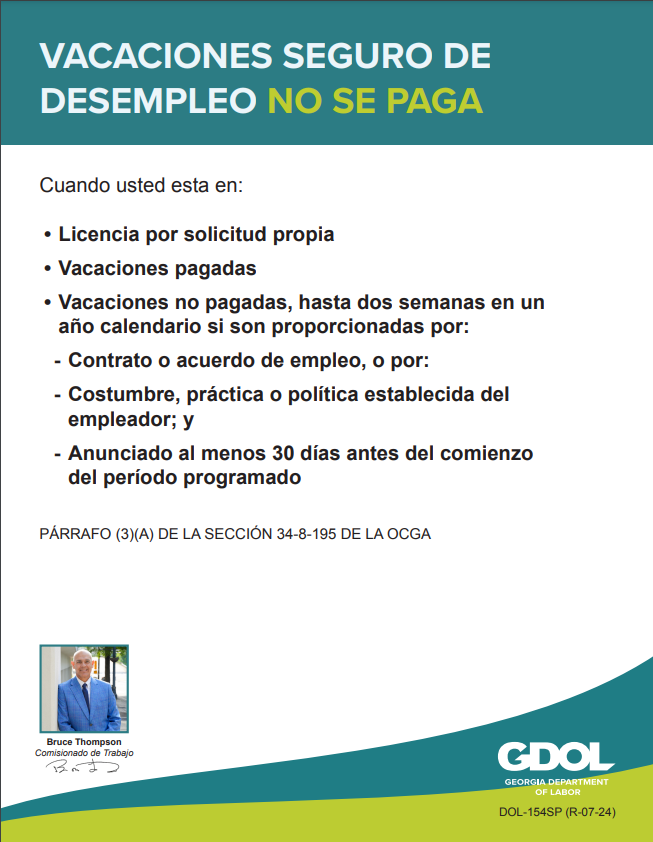 VACACIONES SEGURO DE
DESEMPLEO NO SE PAGA
Cuando usted esta en:
• Licencia por solicitud propia
• Vacaciones pagadas
• Vacaciones no pagadas, hasta dos semanas en un
año calendario si son proporcionadas por:
- Contrato o acuerdo de empleo, o por:
- Costumbre, práctica o política establecida del
empleador; y
- Anunciado al menos 30 días antes del comienzo
del período programado
PÁRRAFO (3)(A) DE LA SECCIÓN 34-8-195 DE LA OCGA
Bruce Thompson
Comisionado de Trabajo
GDOL
GEORGIA DEPARTMENT
OF LABOR
DOL-154SP (R-07-24)